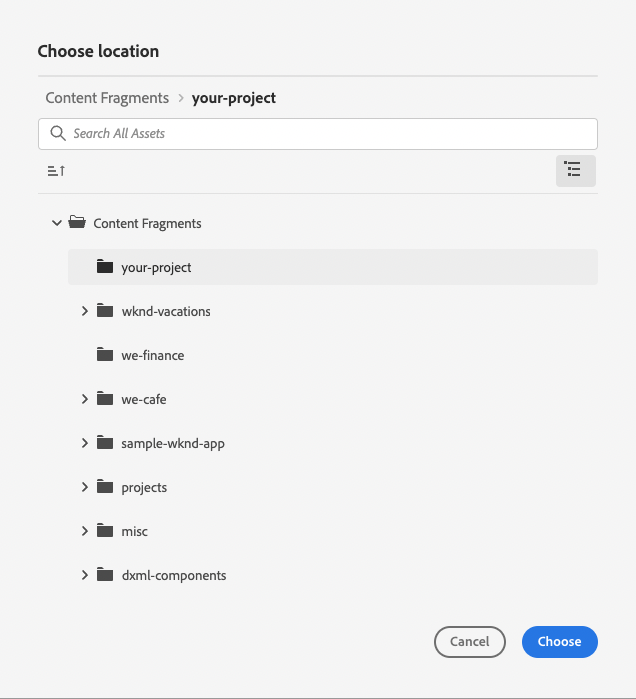 Choose location
Content Fragments > your-project
Search All Assets
Content Fragments
your-project
wknd-vacations
we-finance
we-cafe
sample-wknd-app
projects
misc
dxml-components
Cancel Choose